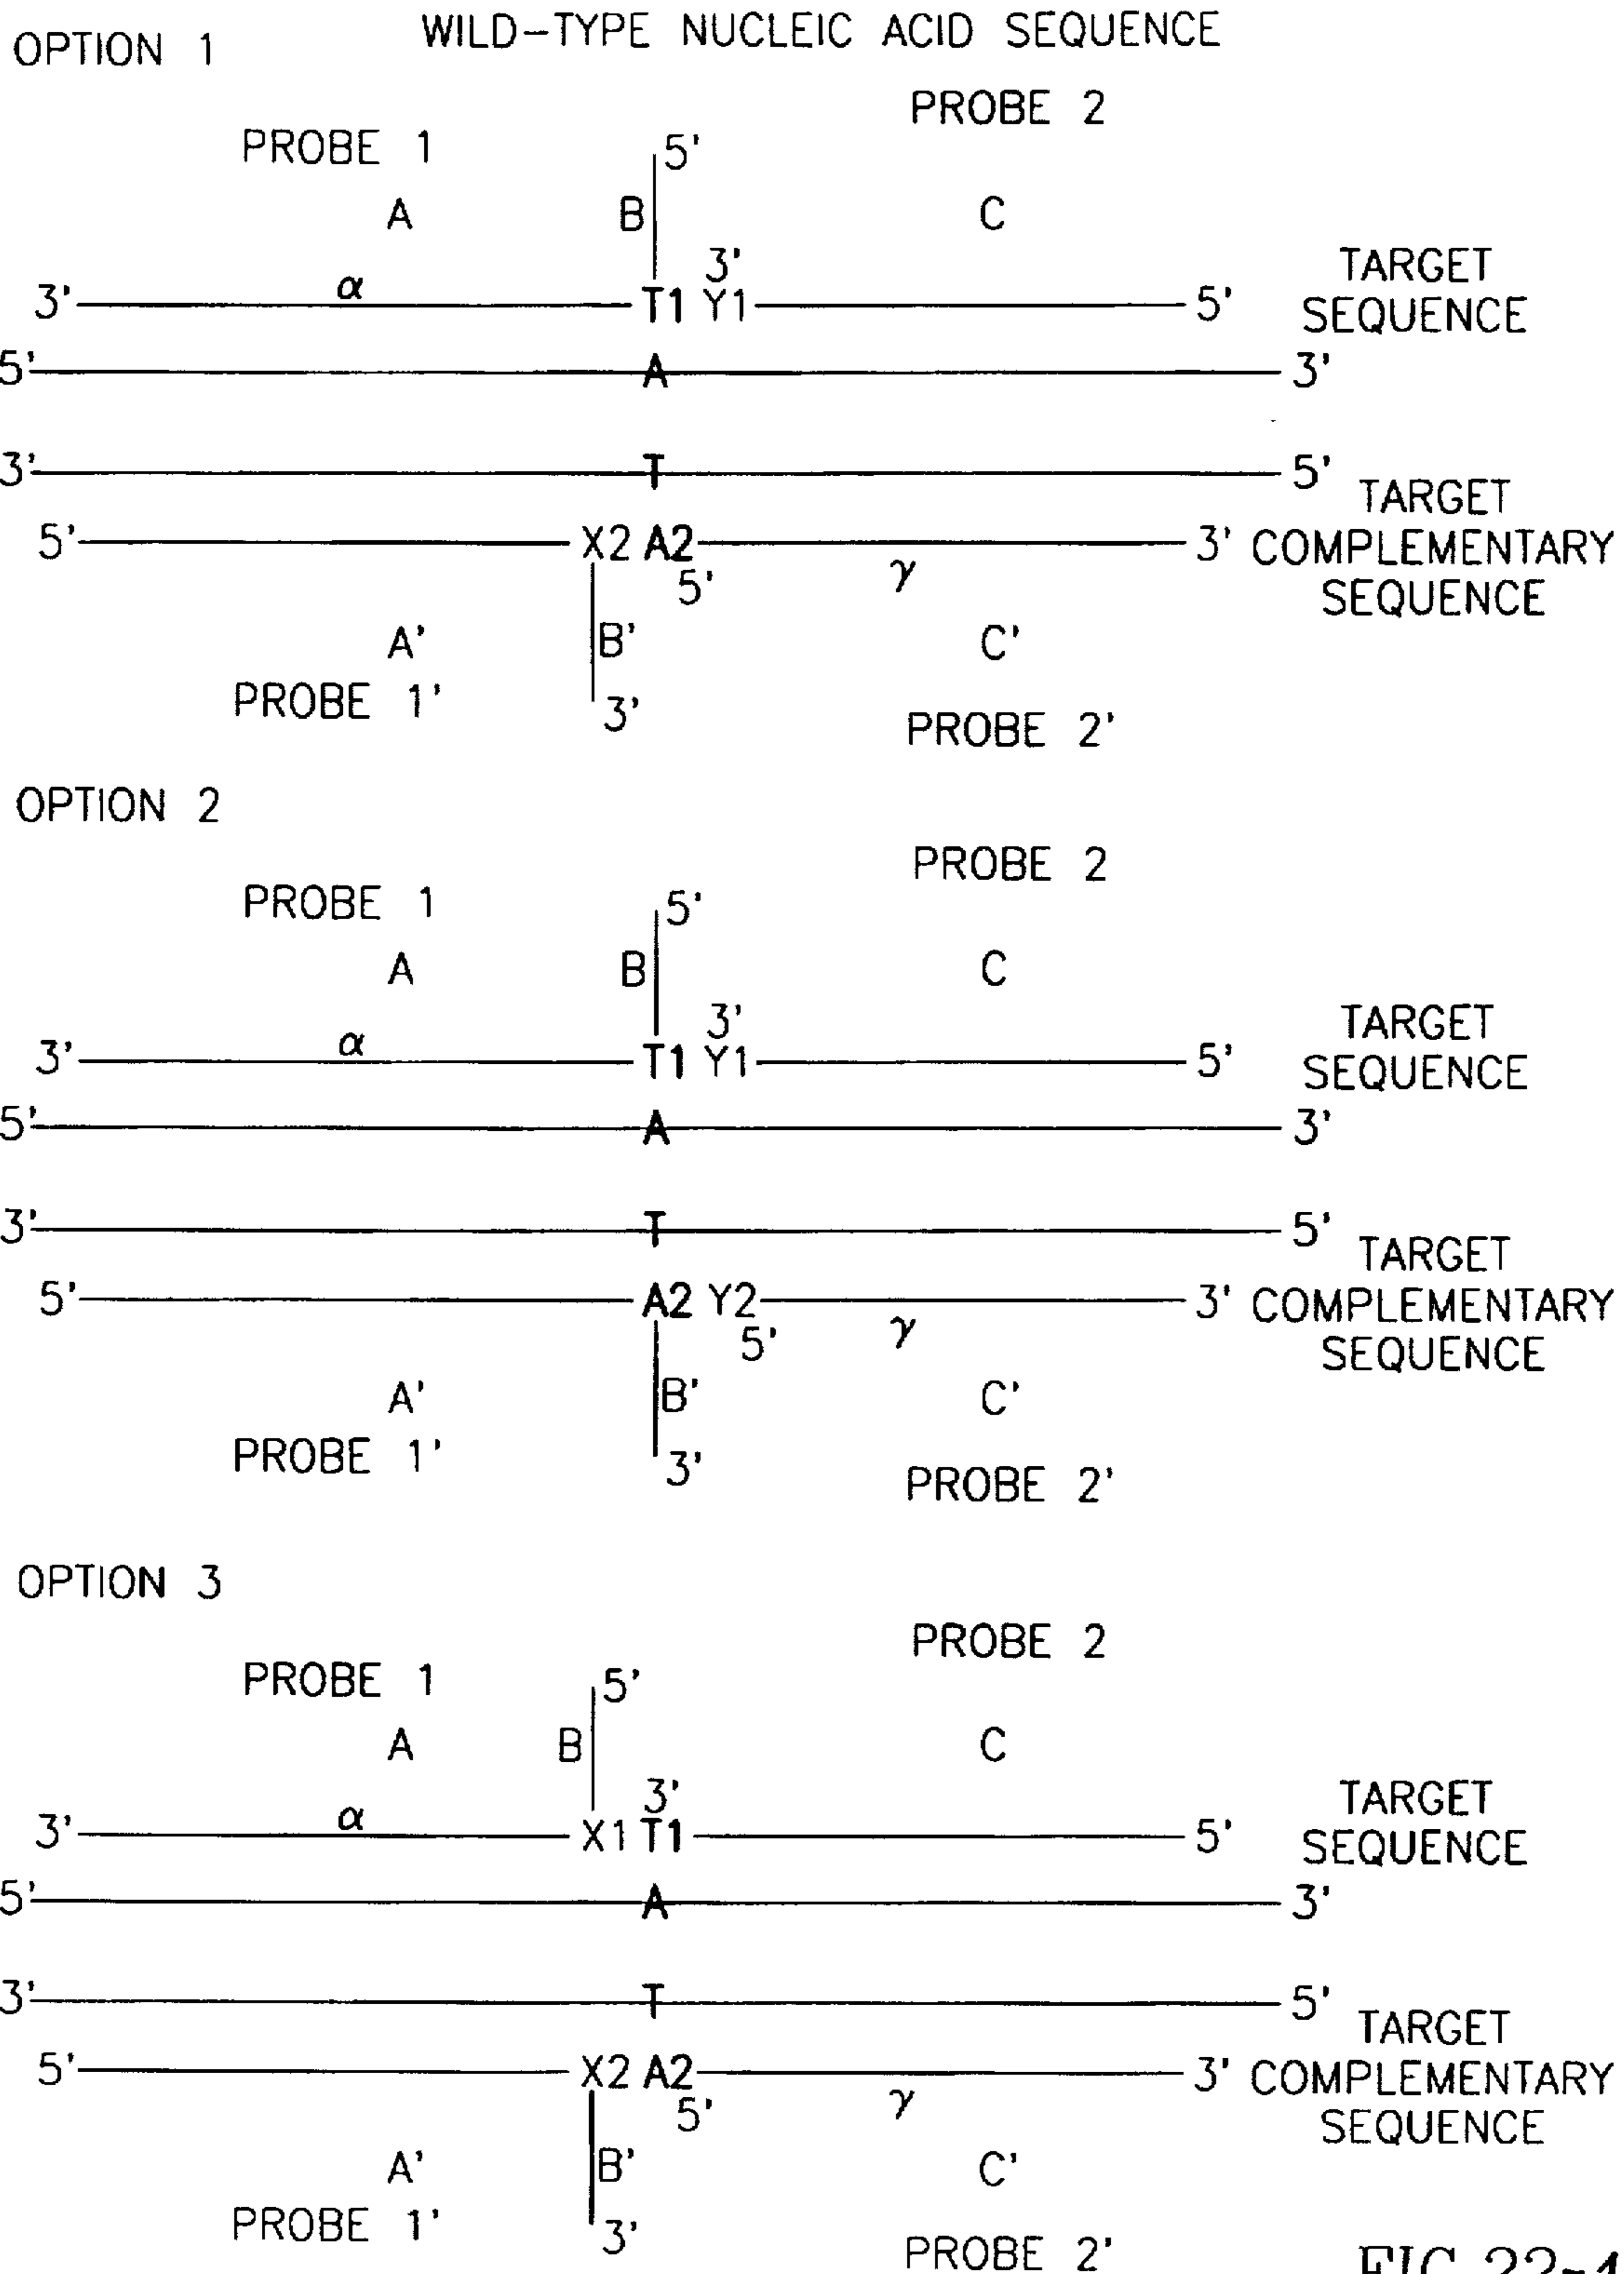 OPTION 1
WILD-TYPE NUCLEIC ACID SEQUENCE
PROBE 2
PROBE 1
5'
A
B
C
3'
α
3'
T1 Y1
5'
TARGET
SEQUENCE
5'
A
3'
3'
T
5'
5'
X2 A2
3'
TARGET
COMPLEMENTARY
SEQUENCE
5'
γ
A'
B'
C'
PROBE 1'
3'
PROBE 2'
OPTION 2
PROBE 2
PROBE 1
5'
A
B
C
3'
α
3'
T1 Y1
5'
TARGET
SEQUENCE
5'
A
3'
3'
T
5'
5'
A2 Y2
3'
TARGET
COMPLEMENTARY
SEQUENCE
5'
γ
A'
B'
C'
PROBE 1'
3'
PROBE 2'
OPTION 3
PROBE 2
PROBE 1
5'
A
B
C
3'
α
3'
X1 T1
5'
TARGET
SEQUENCE
5'
A
3'
3'
T
5'
5'
X2 A2
3'
TARGET
COMPLEMENTARY
SEQUENCE
5'
γ
A'
B'
C'
PROBE 1'
3'
PROBE 2'